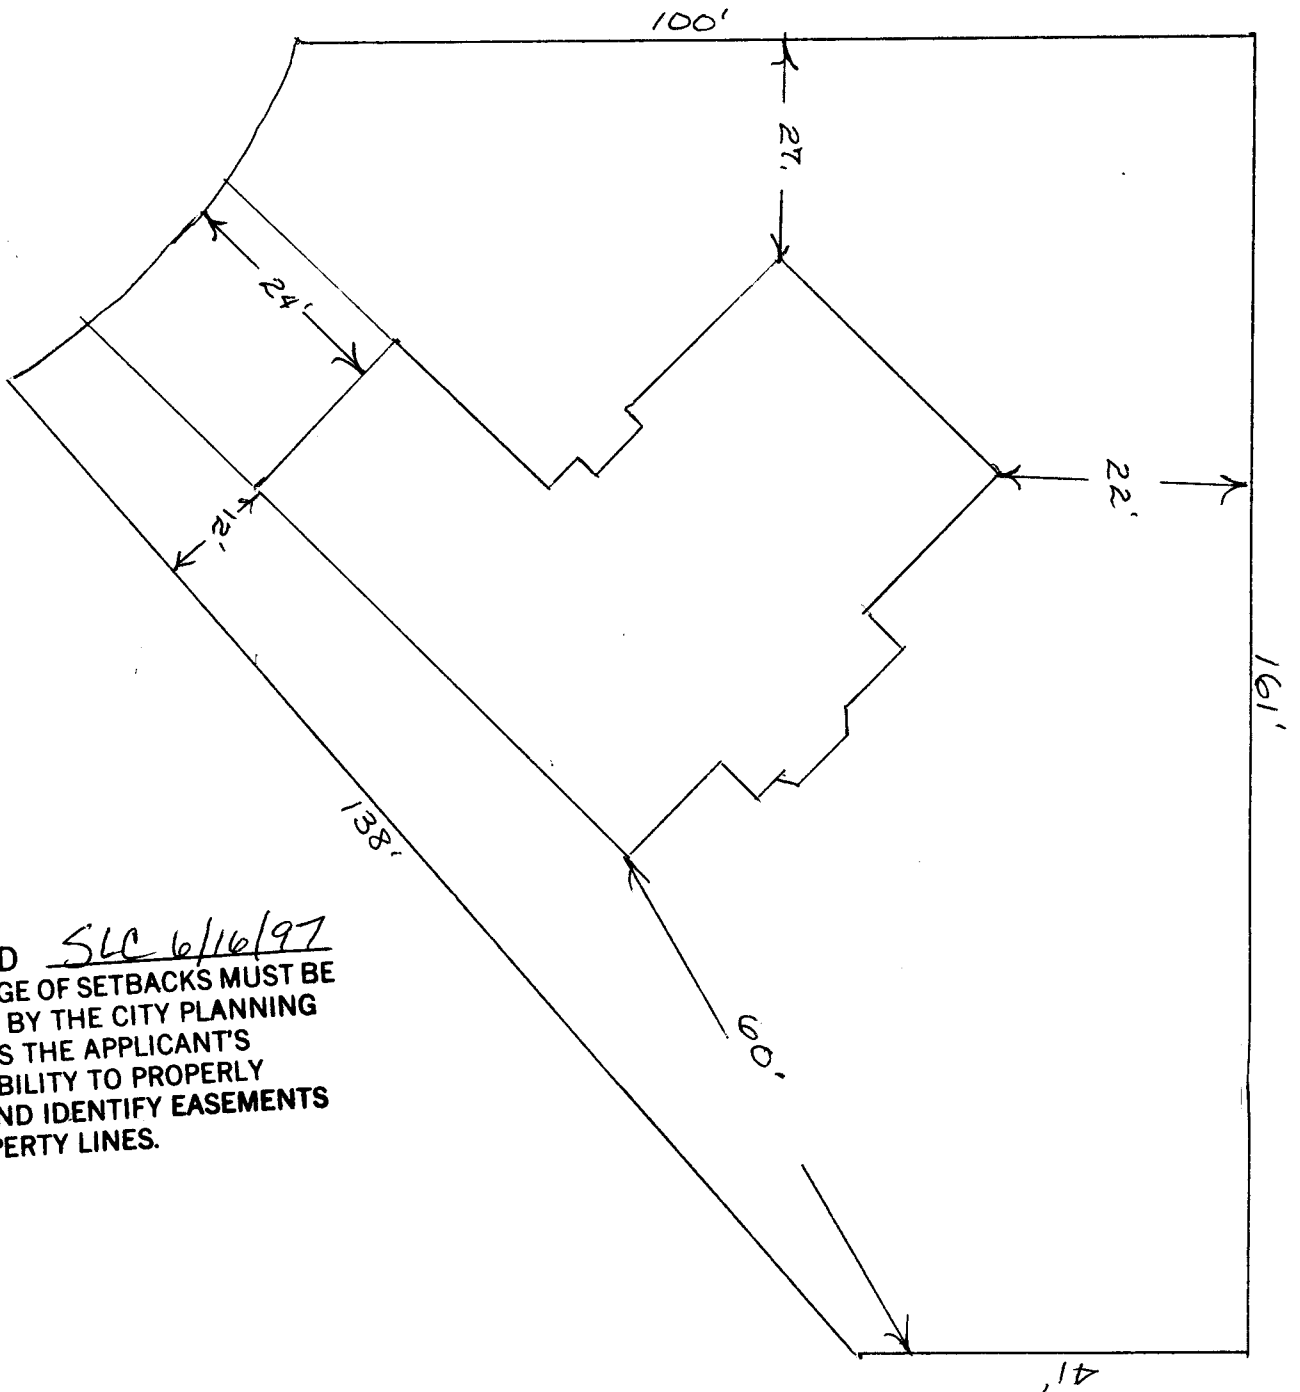 100'
27'
24'
22'
12'
161'
138'
60'
41'
D SLC 6/16/97
GE OF SETBACKS MUST BE
BY THE CITY PLANNING
S THE APPLICANT'S
BILITY TO PROPERLY
ND IDENTIFY EASEMENTS
PERTY LINES.